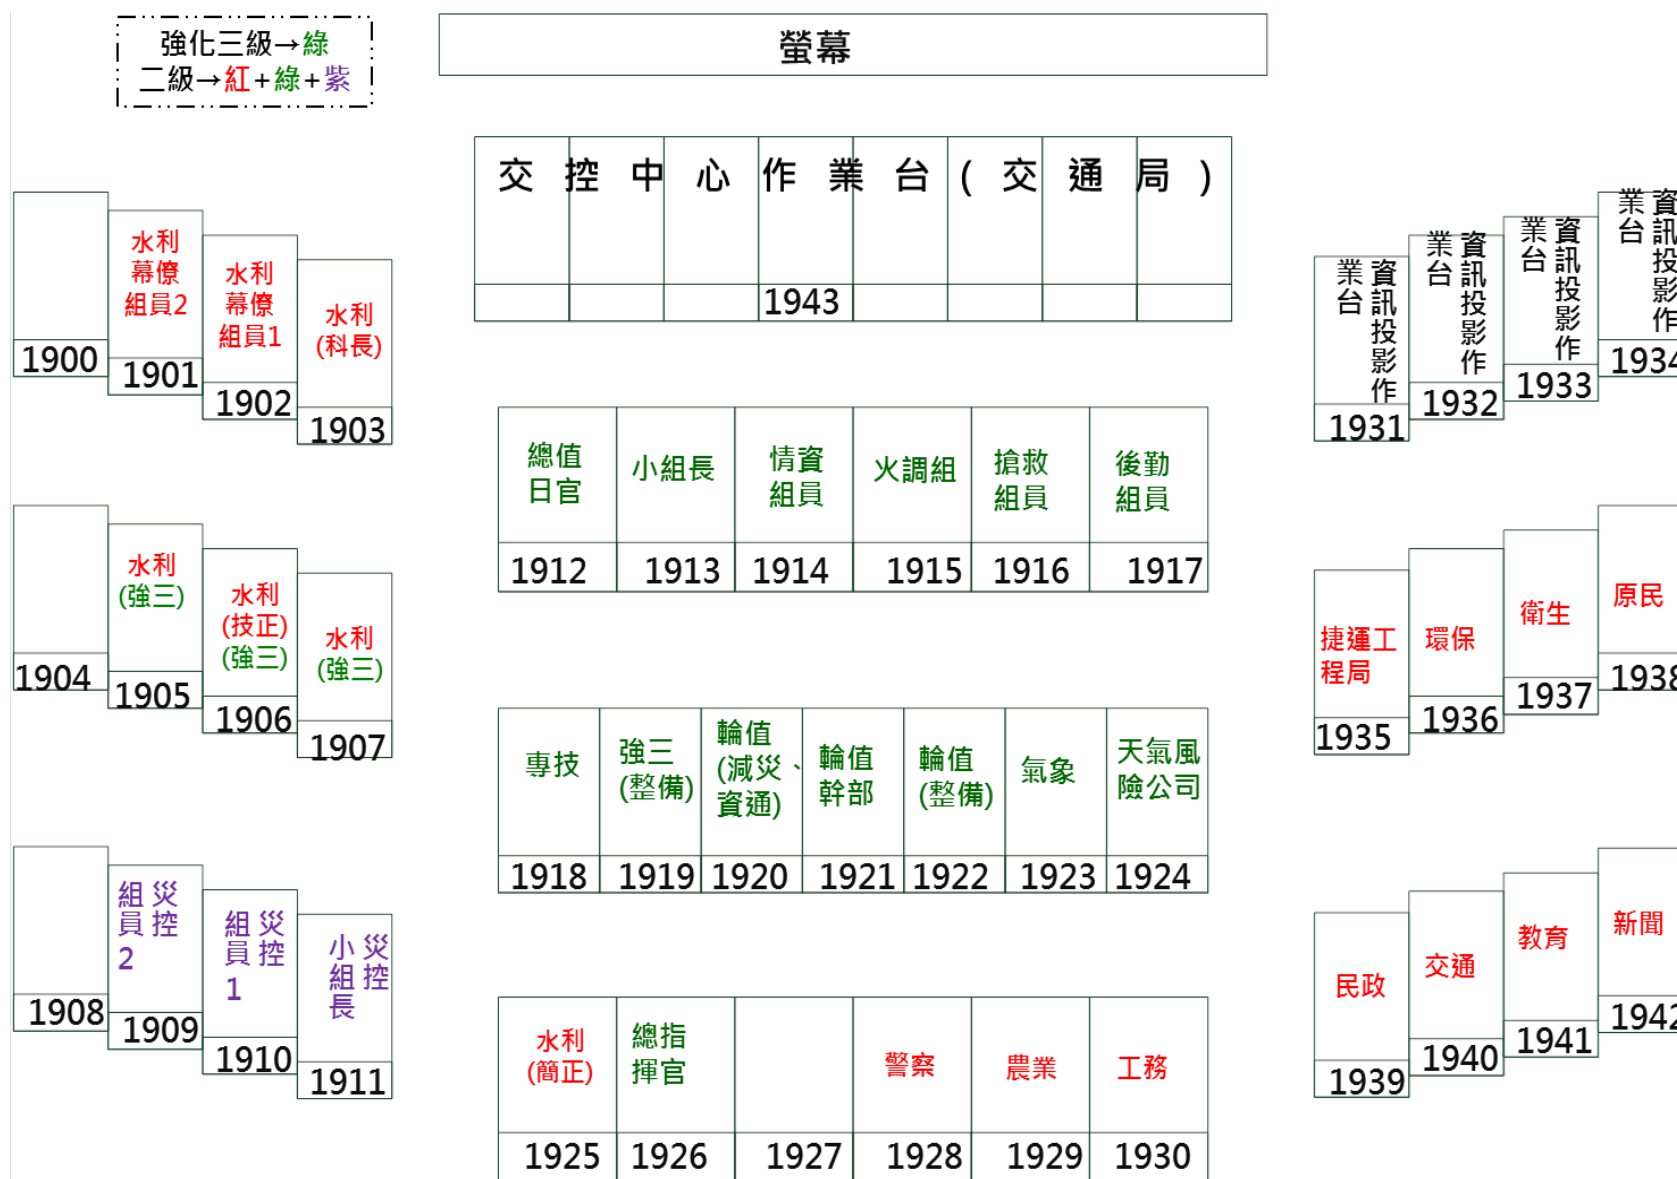 強化三級→綠
二級→紅+綠+紫
螢幕
交控中心作業台(交通局)
1943
1900
水利
幕僚
組員2
1901
水利
幕僚
組員1
1902
水利
(科長)
1903
資訊投影作
業台
1931
資訊投影作
業台
1932
資訊投影作
業台
1933
資訊投影作
業台
1934
總值
日官
1912
小組長
1913
情資
組員
1914
火調組
1915
搶救
組員
1916
後勤
組員
1917
1904
水利
(強三)
1905
水利
(技正)
(強三)
1906
水利
(強三)
1907
捷運工
程局
1935
環保
1936
衛生
1937
原民
1938
專技
1918
強三
(整備)
1919
輪值
(減災、
資通)
1920
輪值
幹部
1921
輪值
(整備)
1922
氣象
1923
天氣風
險公司
1924
1908
災控
組員2
1909
災控
組員1
1910
災控
小組長
1911
水利
(簡正)
1925
總指
揮官
1926
1927
警察
1928
農業
1929
工務
1930
民政
1939
交通
1940
教育
1941
新聞
1942